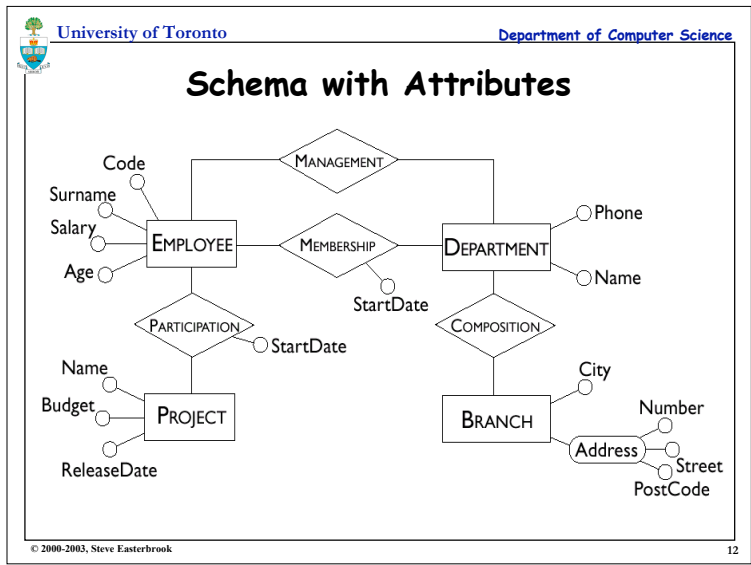 University of Toronto
Department of Computer Science
Schema with Attributes
Code
MANAGEMENT
Surname
Phone
Salary
EMPLOYEE
MEMBERSHIP
DEPARTMENT
Age
Name
StartDate
PARTICIPATION
COMPOSITION
StartDate
Name
City
Budget
PROJECT
BRANCH
Number
Address
Street
ReleaseDate
PostCode
© 2000-2003, Steve Easterbrook
12